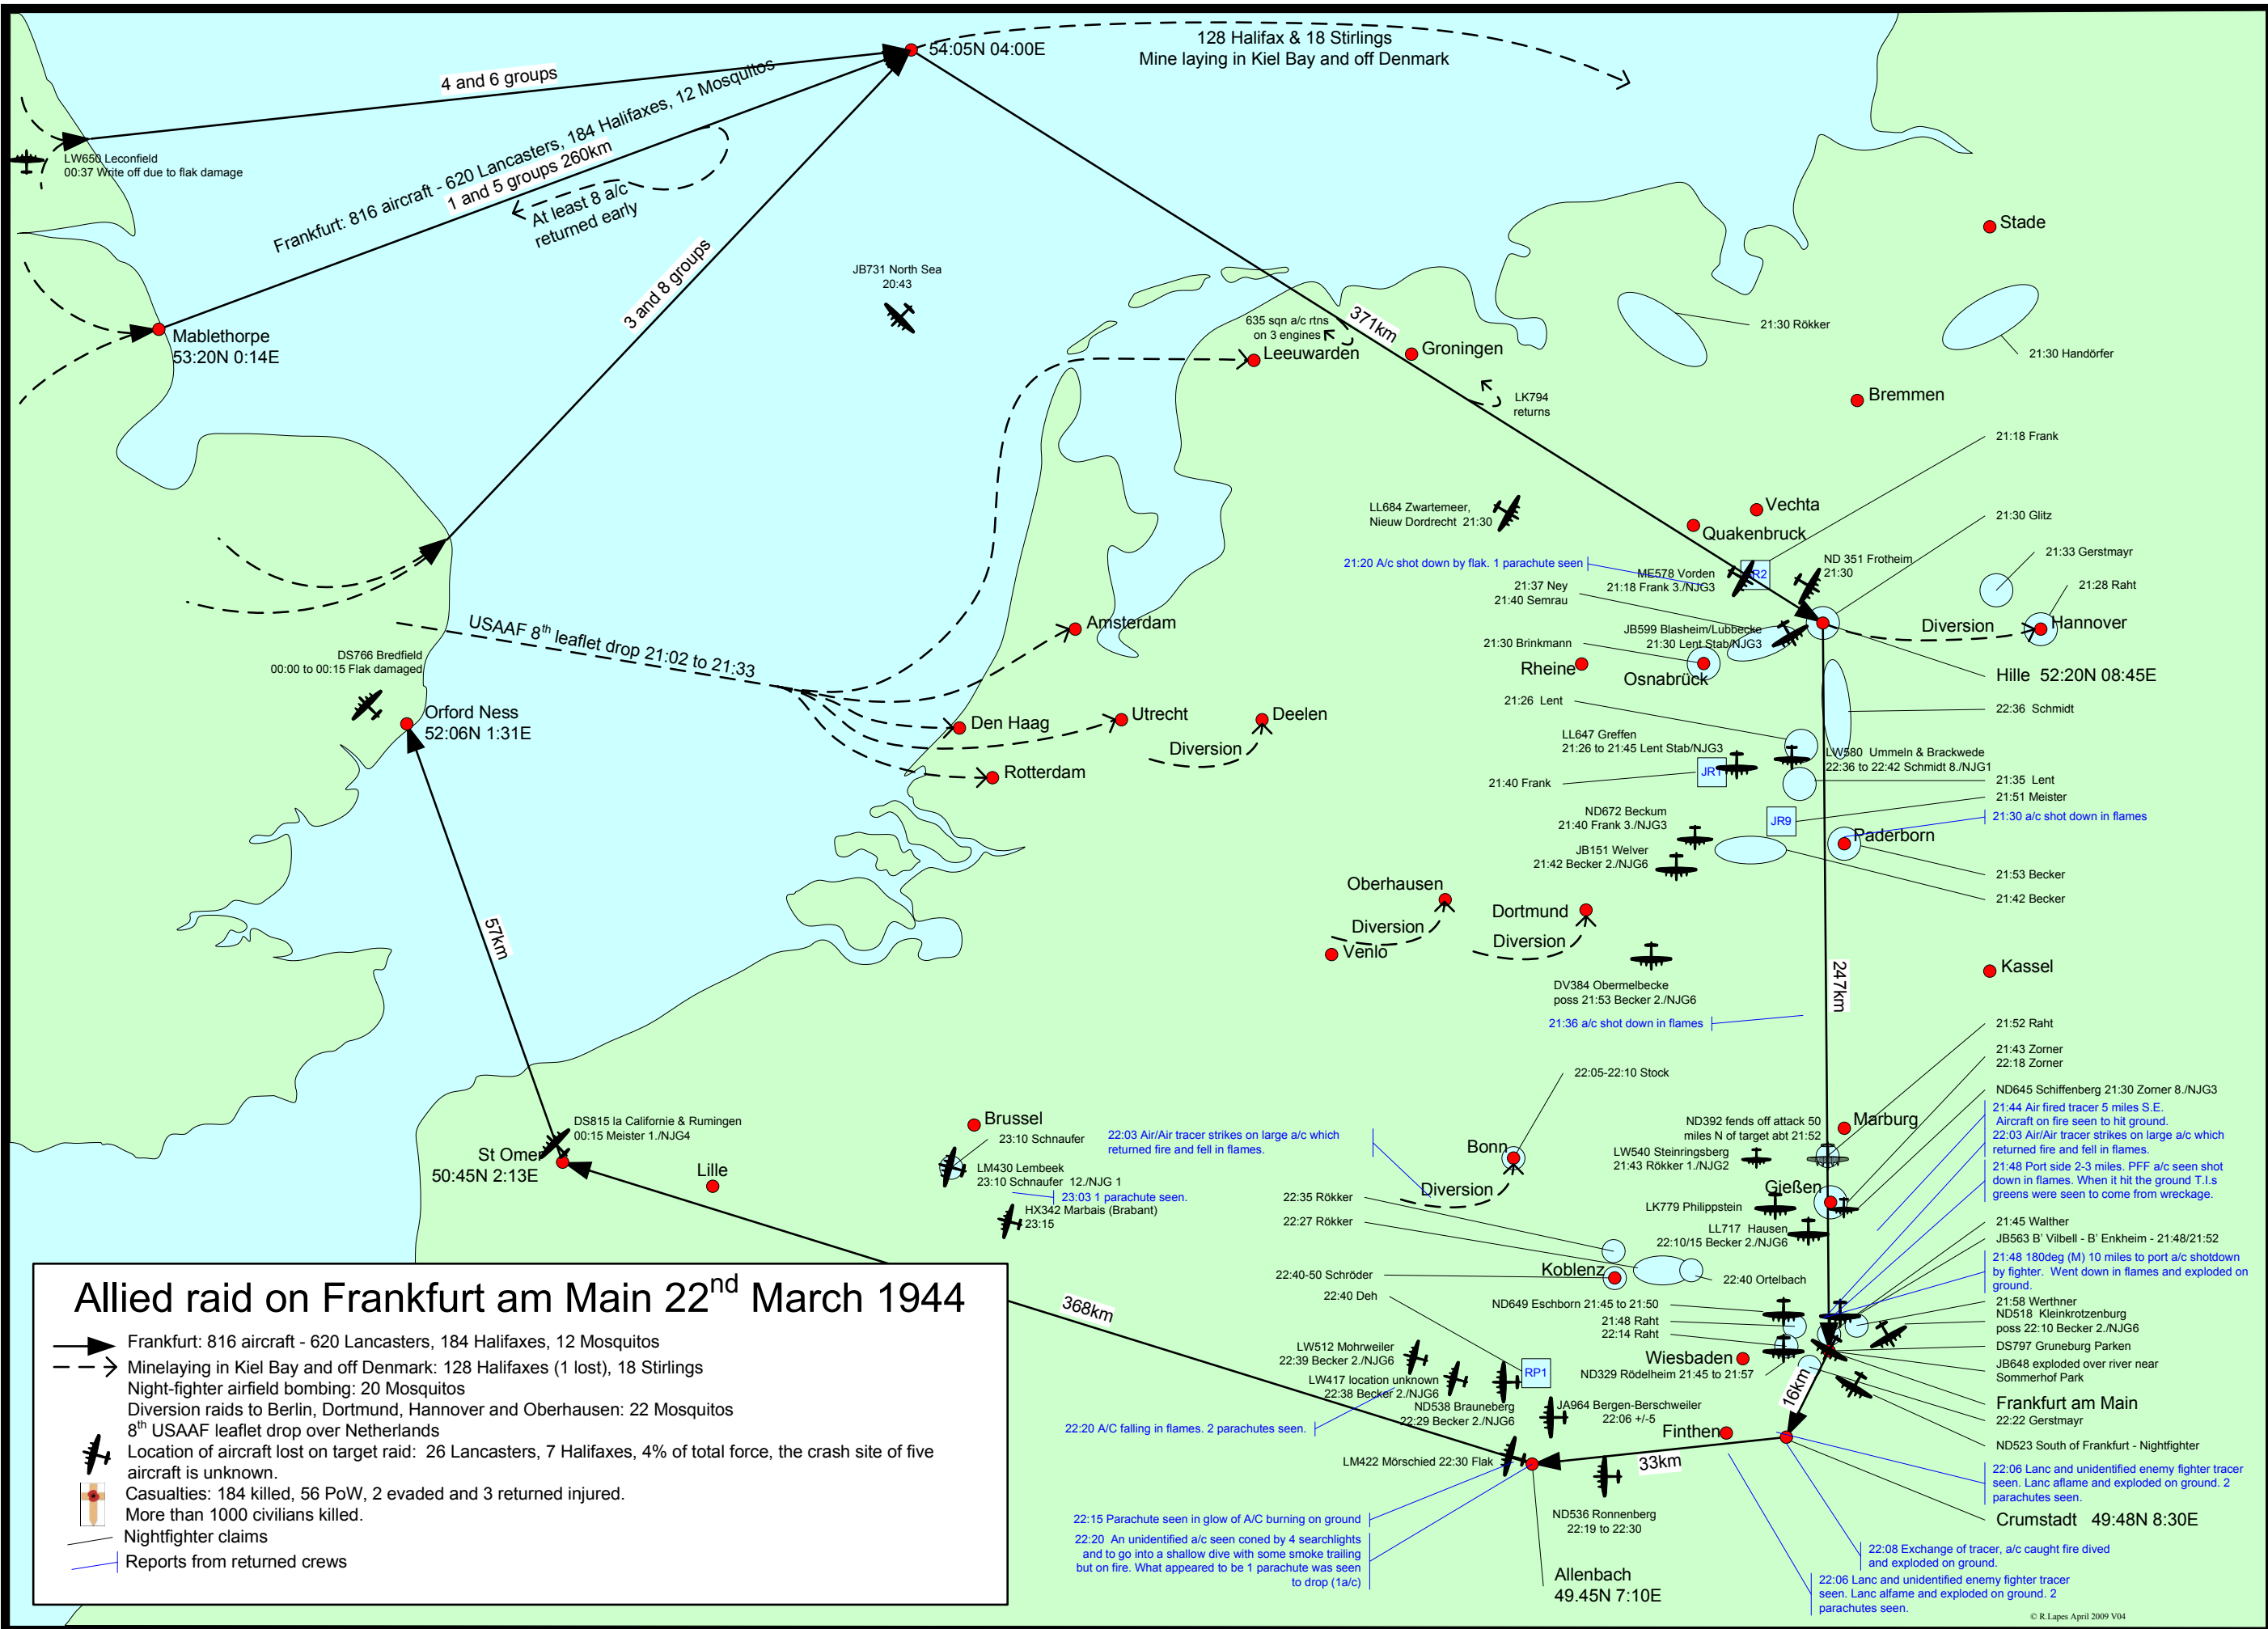 128 Halifax & 18 Stirlings
Mine laying in Kiel Bay and off Denmark
54:05N 04:00E
4 and 6 groups
Frankfurt: 816 aircraft - 620 Lancasters, 184 Halifaxes, 12 Mosquitos
1 and 5 groups 260km
At least 8 a/c
returned early
3 and 8 groups
LW650 Leconfield
00:37 Write off due to flak damage
Mablethorpe
53:20N 0:14E
JB731 North Sea
20:43
635 sqn a/c rtns
on 3 engines
Leeuwarden
371km
Groningen
LK794
returns
Stade
21:30 Rökker
21:30 Handörfer
Bremmen
21:18 Frank
Vechta
Quakenbruck
21:30 Glitz
LL684 Zwartemeer,
Nieuw Dordrecht 21:30
21:20 A/c shot down by flak. 1 parachute seen
ME578 Vorden
21:18 Frank 3./NJG3
R2
ND 351 Frotheim
21:30
21:33 Gerstmayr
21:28 Raht
21:37 Ney
21:40 Semrau
JB599 Blasheim/Lubbecke
21:30 Lent Stab/NJG3
Diversion
Hannover
21:30 Brinkmann
Rheine
Osnabrück
Hille 52:20N 08:45E
21:26 Lent
22:36 Schmidt
USAAF 8th leaflet drop 21:02 to 21:33
Amsterdam
DS766 Bredfield
00:00 to 00:15 Flak damaged
Orford Ness
52:06N 1:31E
Den Haag
Utrecht
Deelen
Diversion
Rotterdam
LL647 Greffen
21:26 to 21:45 Lent Stab/NJG3
JR1
21:40 Frank
LW580 Ummeln & Brackwede
22:36 to 22:42 Schmidt 8./NJG1
21:35 Lent
21:51 Meister
21:30 a/c shot down in flames
ND672 Beckum
21:40 Frank 3./NJG3
JR9
Paderborn
JB151 Welver
21:42 Becker 2./NJG6
21:53 Becker
21:42 Becker
Oberhausen
Diversion
Venlo
Dortmund
Diversion
57km
247km
Kassel
DV384 Obermelbecke
poss 21:53 Becker 2./NJG6
21:36 a/c shot down in flames
21:52 Raht
21:43 Zorner
22:18 Zorner
22:05-22:10 Stock
ND645 Schiffenberg 21:30 Zorner 8./NJG3
21:44 Air fired tracer 5 miles S.E.
Aircraft on fire seen to hit ground.
22:03 Air/Air tracer strikes on large a/c which
returned fire and fell in flames.
21:48 Port side 2-3 miles. PFF a/c seen shot
down in flames. When it hit the ground T.I.s
greens were seen to come from wreckage.
ND392 fends off attack 50
miles N of target abt 21:52
Marburg
LW540 Steinringsberg
21:43 Rökker 1./NJG2
Gießen
LK779 Philippstein
LL717 Hausen
22:10/15 Becker 2./NJG6
21:45 Walther
JB563 B' Vilbell - B' Enkheim - 21:48/21:52
21:48 180deg (M) 10 miles to port a/c shotdown
by fighter. Went down in flames and exploded on
ground.
DS815 la Californie & Rumingen
00:15 Meister 1./NJG4
St Omer
50:45N 2:13E
Lille
Brussel
23:10 Schnaufer
LM430 Lembeek
23:10 Schnaufer 12./NJG 1
23:03 1 parachute seen.
HX342 Marbais (Brabant)
23:15
22:03 Air/Air tracer strikes on large a/c which
returned fire and fell in flames.
Bonn
Diversion
22:35 Rökker
22:27 Rökker
Koblenz
22:40-50 Schröder
22:40 Deh
22:40 Ortelbach
368km
ND649 Eschborn 21:45 to 21:50
21:48 Raht
22:14 Raht
21:58 Werthner
ND518 Kleinkrotzenburg
poss 22:10 Becker 2./NJG6
DS797 Gruneburg Parken
JB648 exploded over river near
Sommerhof Park
Frankfurt am Main
22:22 Gerstmayr
ND523 South of Frankfurt - Nightfighter
LW512 Mohrweiler
22:39 Becker 2./NJG6
LW417 location unknown
22:38 Becker 2./NJG6
RP1
Wiesbaden
ND329 Rödelheim 21:45 to 21:57
ND538 Brauneberg
22:29 Becker 2./NJG6
JA964 Bergen-Berschweiler
22:06 +/-5
16km
22:20 A/C falling in flames. 2 parachutes seen.
Finthen
LM422 Mörschied 22:30 Flak
33km
22:06 Lanc and unidentified enemy fighter tracer
seen. Lanc aflame and exploded on ground. 2
parachutes seen.
Crumstadt 49:48N 8:30E
22:15 Parachute seen in glow of A/C burning on ground
ND536 Ronnenberg
22:19 to 22:30
22:20 An unidentified a/c seen coned by 4 searchlights
and to go into a shallow dive with some smoke trailing
but on fire. What appeared to be 1 parachute was seen
to drop (1a/c)
Allenbach
49.45N 7:10E
22:08 Exchange of tracer, a/c caught fire dived
and exploded on ground.
22:06 Lanc and unidentified enemy fighter tracer
seen. Lanc alfame and exploded on ground. 2
parachutes seen.
Allied raid on Frankfurt am Main 22nd March 1944
Frankfurt: 816 aircraft - 620 Lancasters, 184 Halifaxes, 12 Mosquitos
Minelaying in Kiel Bay and off Denmark: 128 Halifaxes (1 lost), 18 Stirlings
Night-fighter airfield bombing: 20 Mosquitos
Diversion raids to Berlin, Dortmund, Hannover and Oberhausen: 22 Mosquitos
8th USAAF leaflet drop over Netherlands
Location of aircraft lost on target raid: 26 Lancasters, 7 Halifaxes, 4% of total force, the crash site of five
aircraft is unknown.
Casualties: 184 killed, 56 PoW, 2 evaded and 3 returned injured.
More than 1000 civilians killed.
Nightfighter claims
Reports from returned crews
© R.Lapes April 2009 V04